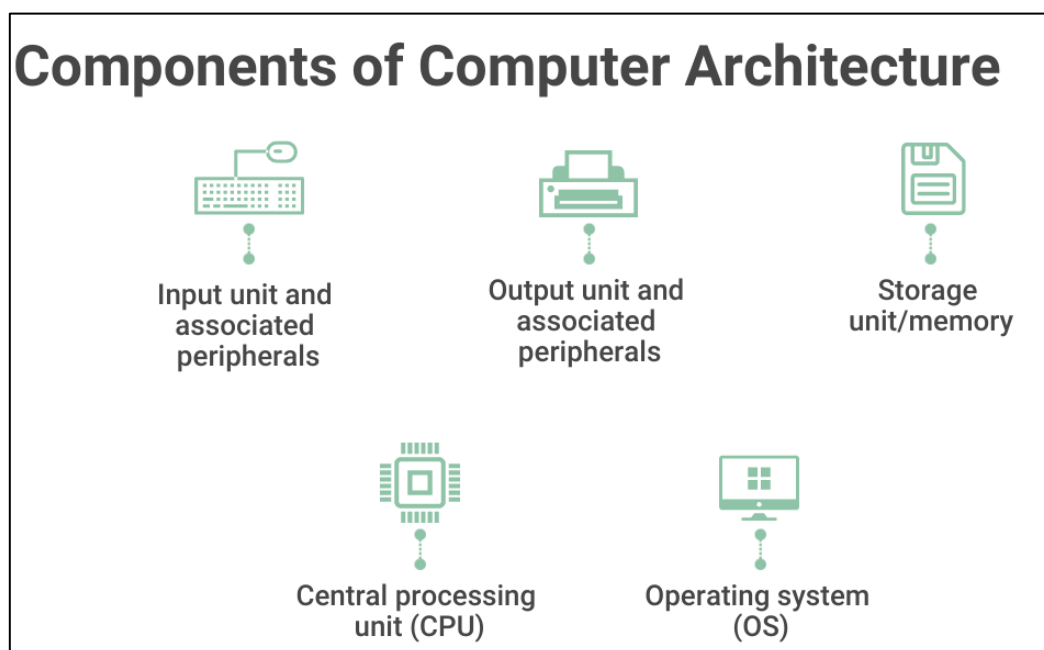 Components of Computer Architecture
Input unit and
associated
peripherals
Output unit and
associated
peripherals
Storage
unit/memory
Central processing
unit (CPU)
Operating system
(OS)